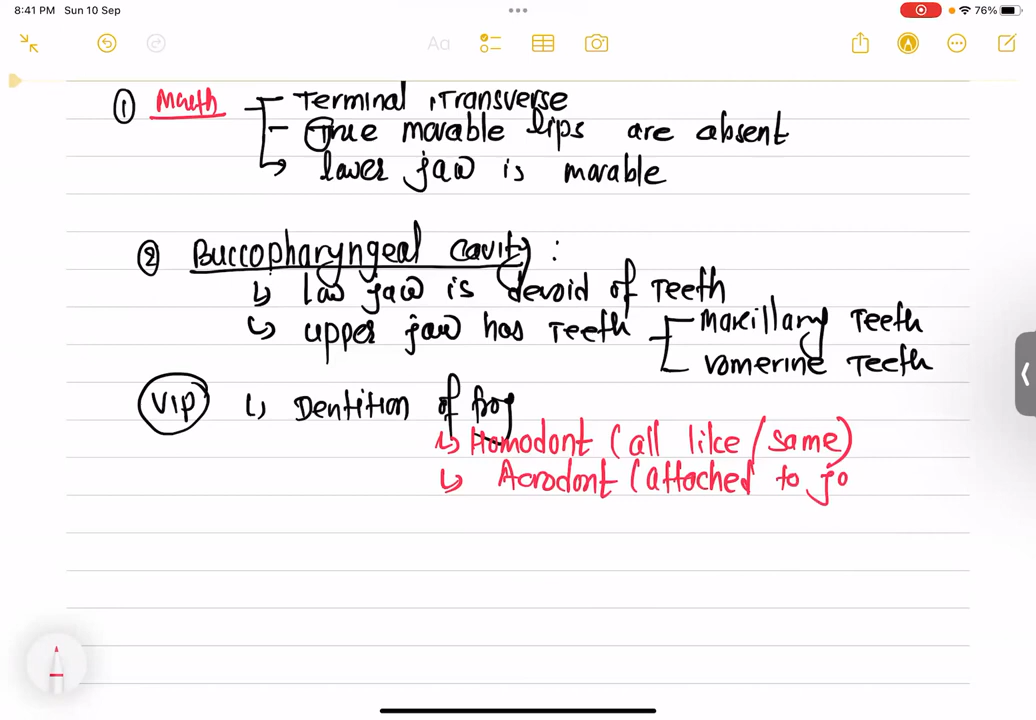 8:41 PM Sun 10 Sep
76%
Aa
① Mouth Terminal, Transverse
True movable lips are absent
lower jaw is movable
② Buccopharyngeal cavity :
↳ Low jaw is devoid of Teeth
↳ upper jaw has Teeth maxillary Teeth
vomerine Teeth
VIP ↳ Dentition of frog
↳ Homodont (all like/same)
↳ Acrodont (attached to jo